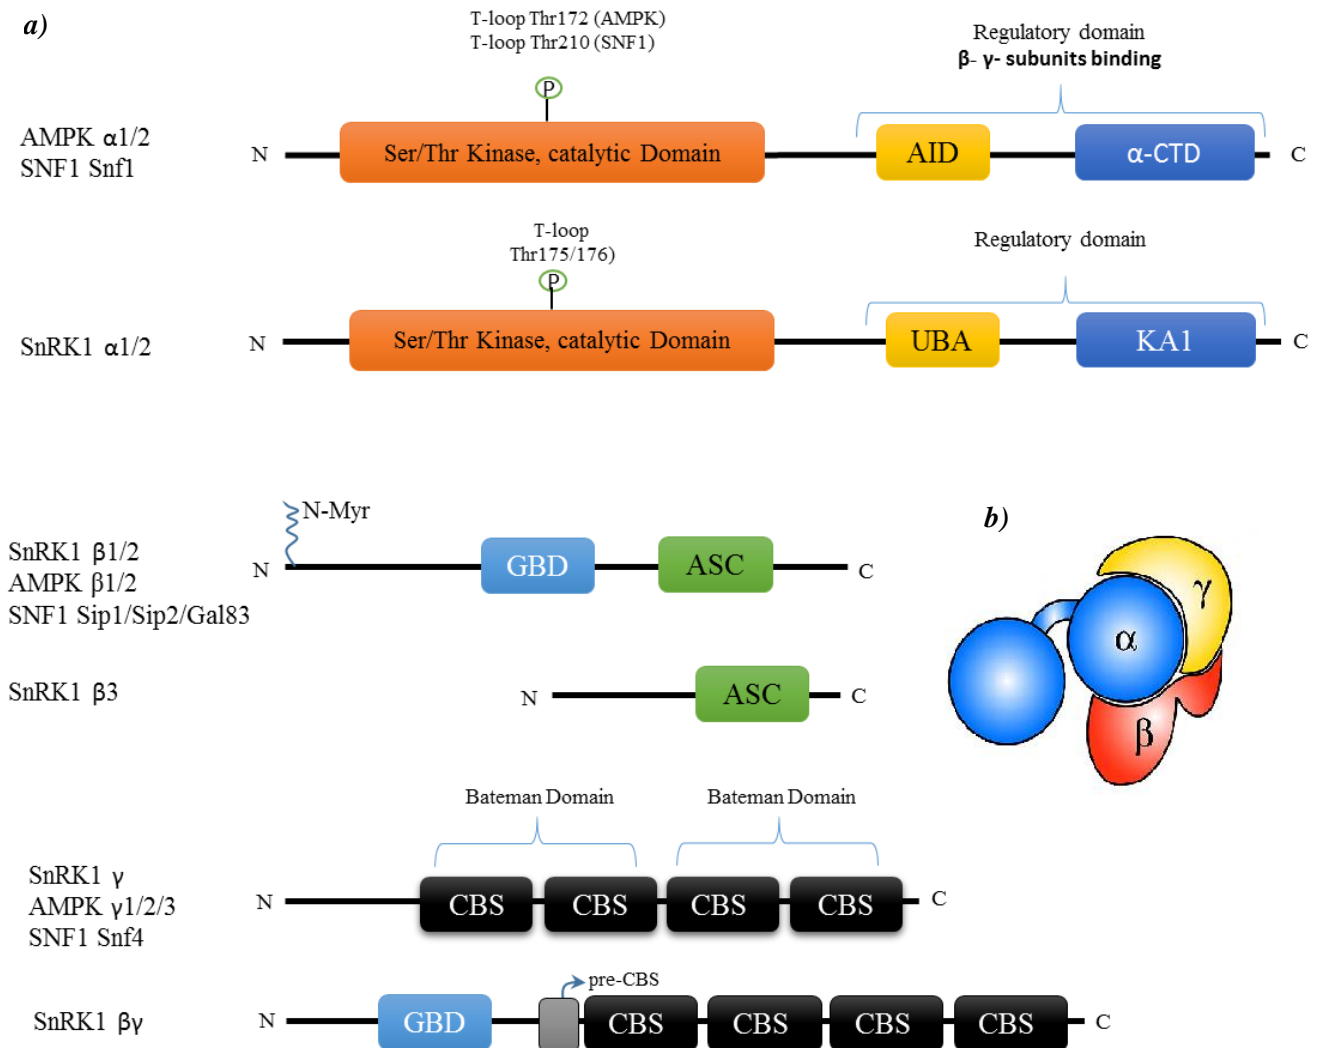 a)
T-loop Thr172 (AMPK)
T-loop Thr210 (SNF1)
Regulatory domain
β- γ- subunits binding
P
AMPK α1/2
SNF1 Snf1
N
Ser/Thr Kinase, catalytic Domain
AID
α-CTD
C
T-loop
Thr175/176)
Regulatory domain
P
SnRK1 α1/2
N
Ser/Thr Kinase, catalytic Domain
UBA
KA1
C
N-Myr
SnRK1 β1/2
AMPK β1/2
SNF1 Sip1/Sip2/Gal83
N
GBD
ASC
C
SnRK1 β3
N
ASC
C
b)
α
γ
β
Bateman Domain
Bateman Domain
SnRK1 γ
AMPK γ1/2/3
SNF1 Snf4
N
CBS
CBS
CBS
CBS
C
pre-CBS
SnRK1 βγ
N
GBD
CBS
CBS
CBS
CBS
C